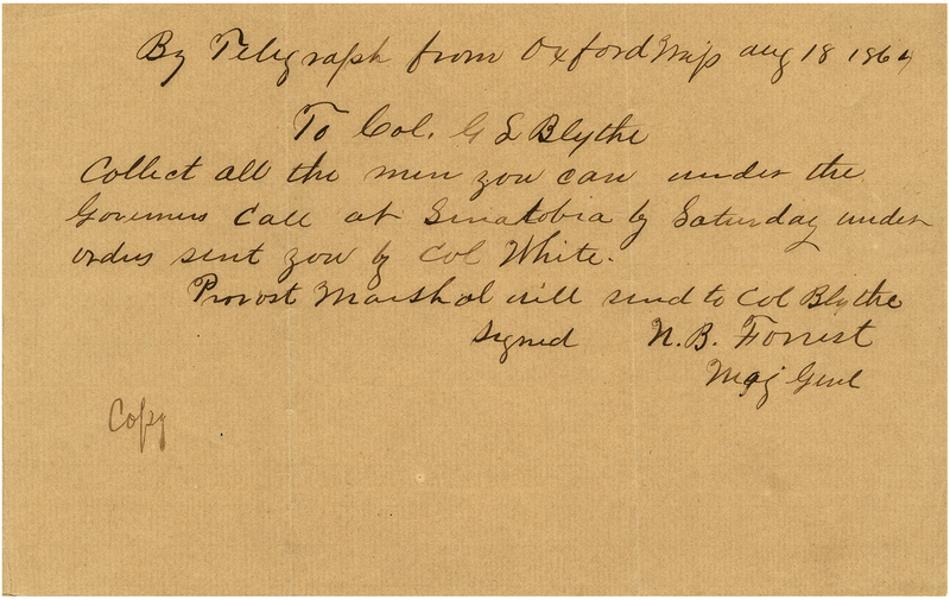 By Telegraph from Oxford Miss Aug 18 1864
To Col. G L Blythe
Collect all the men you can under the
Governers Call at Senatobia by Saturday under
orders sent you by Col White.
Provost Marshal will send to Col Blythe
Signed N. B. Forrest
Maj Genl
Copy